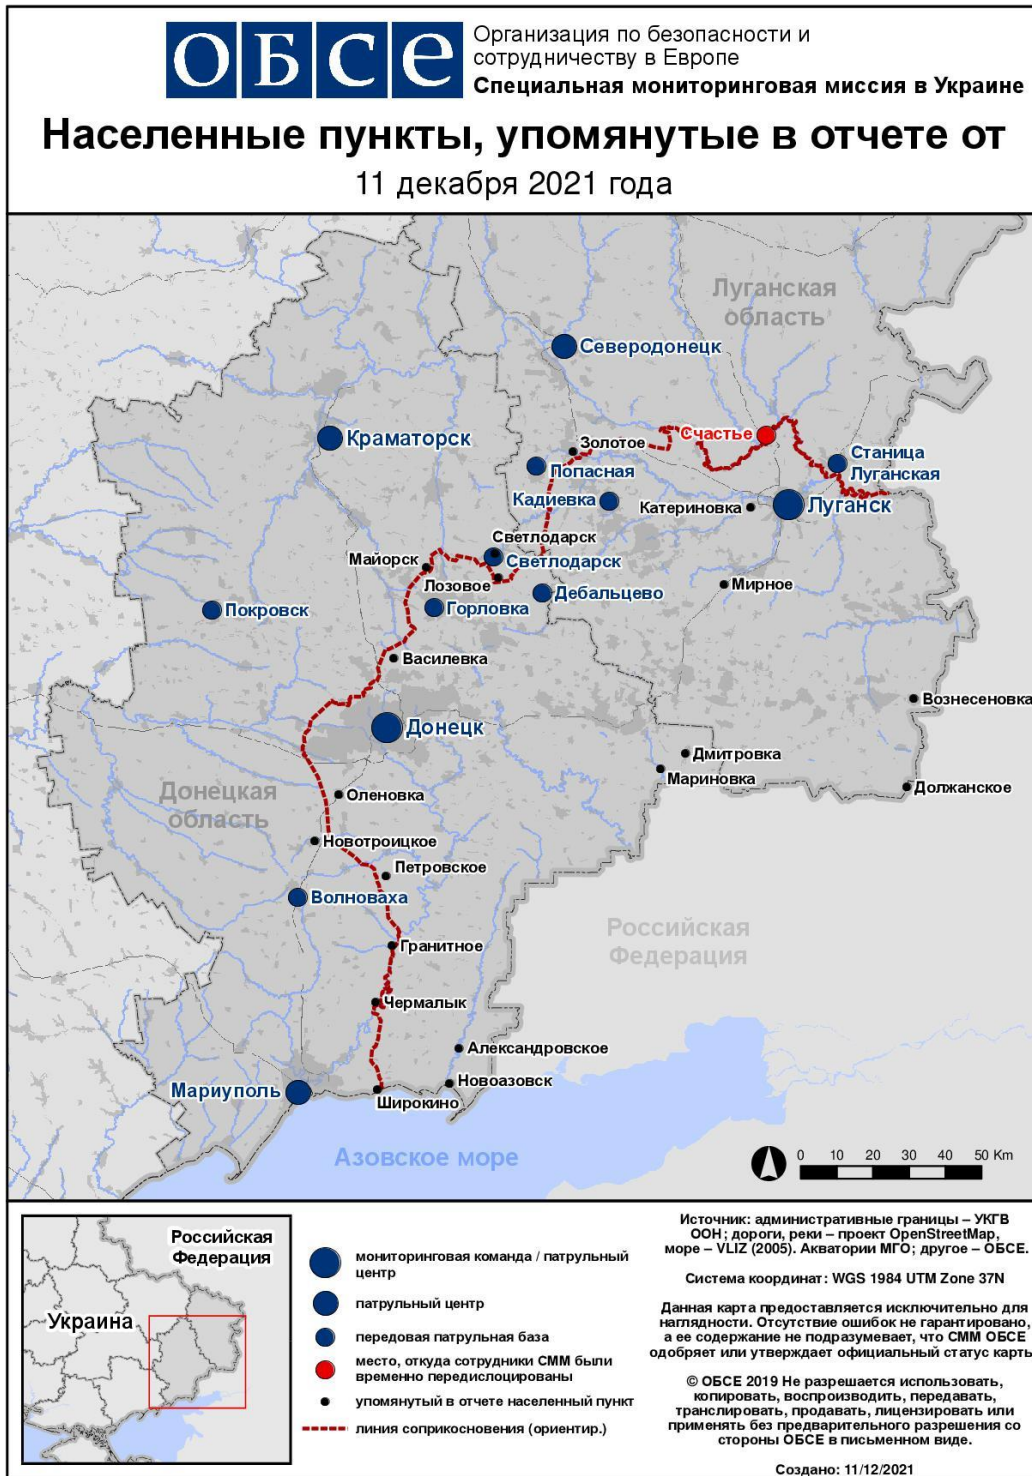 ОБСЕ
Организация по безопасности и
сотрудничеству в Европе
Специальная мониторинговая миссия в Украине
Населенные пункты, упомянутые в отчете от
11 декабря 2021 года
Луганская
область
Северодонецк
Счастье
Краматорск
Золотое
Станица
Луганская
Попасная
Кадиевка
Катериновка
Луганск
Светлодарск
Майорск
Светлодарск
Лозовое
Мирное
Дебальцево
Покровск
Горловка
Василевка
Вознесеновка
Донецк
Дмитровка
Мариновка
Должанское
Донецкая
область
Оленовка
Новотроицкое
Петровское
Волноваха
Российская
Федерация
Гранитное
Чермалык
Александровское
Новоазовск
Мариуполь
Широкино
Азовское море
0 10 20 30 40 50 Km
Российская
Федерация
Украина
мониторинговая команда / патрульный
центр
патрульный центр
передовая патрульная база
место, откуда сотрудники СММ были
временно передислоцированы
упомянутый в отчете населенный пункт
линия соприкосновения (ориентир.)
Источник: административные границы – УКГВ
ООН; дороги, реки – проект OpenStreetMap,
море – VLIZ (2005). Акватории МГО; другое – ОБСЕ.
Система координат: WGS 1984 UTM Zone 37N
Данная карта предоставляется исключительно для
наглядности. Отсутствие ошибок не гарантировано,
а ее содержание не подразумевает, что СММ ОБСЕ
одобряет или утверждает официальный статус карты
© ОБСЕ 2019 Не разрешается использовать,
копировать, воспроизводить, передавать,
транслировать, продавать, лицензировать или
применять без предварительного разрешения со
стороны ОБСЕ в письменном виде.
Создано: 11/12/2021